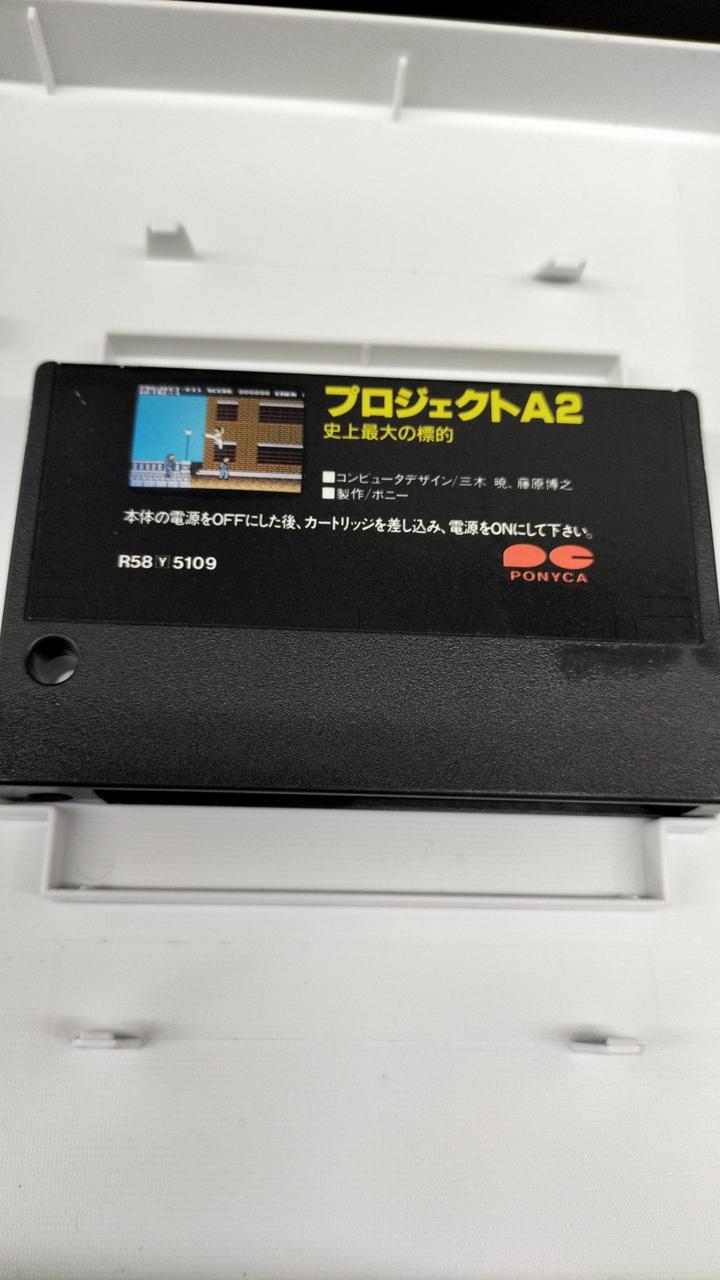 プロジェクトA2
史上最大の標的
■コンピュータデザイン/三木 暁、藤原博之
■製作/ポニー
本体の電源をOFFにした後、カートリッジを差し込み、電源をONにして下さい。
R58Y5109
PONYCA